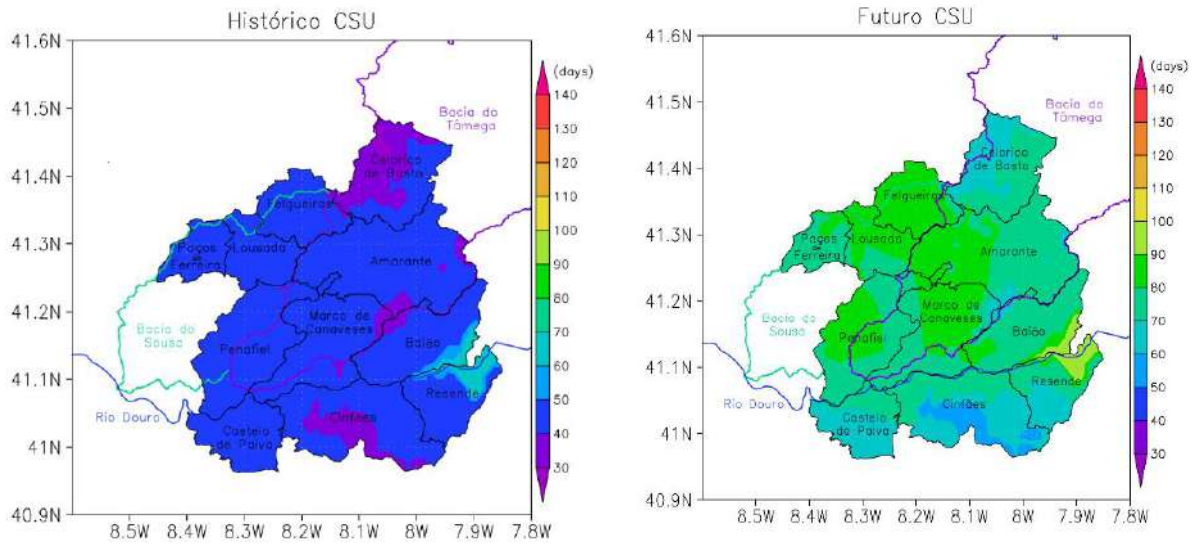 Histórico CSU
41.6N
41.5N
41.4N
41.3N
41.2N
41.1N
41N
40.9N
8.5W 8.4W 8.3W 8.2W 8.1W 8W 7.9W 7.8W
Bacia do
Tâmega
Celorico
de Basto
Felgueiras
Paços
de
Ferreira
Lousada
Amarante
Marco de
Canaveses
Bacia do
Sousa
Penafiel
Baião
Resende
Rio Douro
Cinfães
Castelo
de Paiva
(days)
140
130
120
110
100
90
80
70
60
50
40
30
Futuro CSU
41.6N
41.5N
41.4N
41.3N
41.2N
41.1N
41N
40.9N
8.5W 8.4W 8.3W 8.2W 8.1W 8W 7.9W 7.8W
Bacia do
Tâmega
Celorico
de Basto
Felgueiras
Paços
de
Ferreira
Lousada
Amarante
Marco de
Canaveses
Bacia do
Sousa
Penafiel
Baião
Resende
Rio Douro
Cinfães
Castelo
de Paiva
(days)
140
130
120
110
100
90
80
70
60
50
40
30